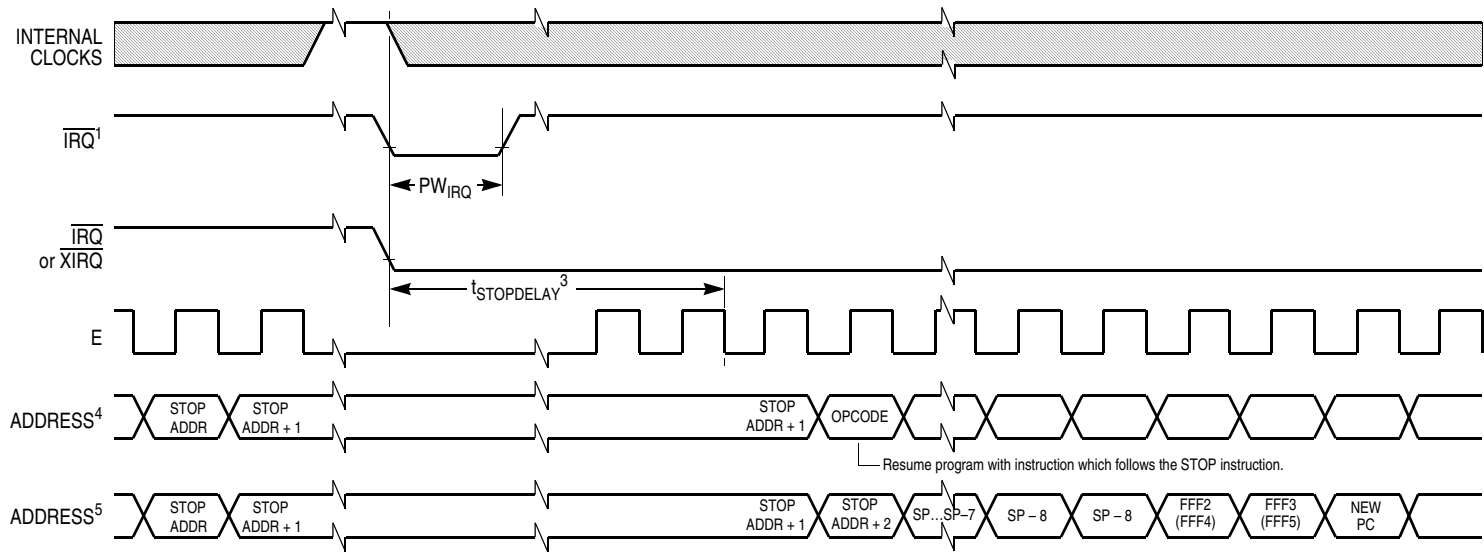 INTERNAL
CLOCKS
IRQ1
PWIRQ
IRQ
or XIRQ
tSTOPDELAY3
E
ADDRESS4
STOP
ADDR
STOP
ADDR + 1
STOP
ADDR + 1
OPCODE
Resume program with instruction which follows the STOP instruction.
ADDRESS5
STOP
ADDR
STOP
ADDR + 1
STOP
ADDR + 1
STOP
ADDR + 2
SP…SP–7
SP – 8
SP – 8
FFF2
(FFF4)
FFF3
(FFF5)
NEW
PC